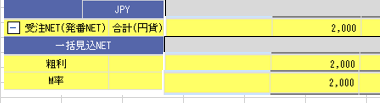 JPY
受注NET(発番NET) 合計(円貨) 2,000
一括見込NET
粗利 2,000
M率 2,000